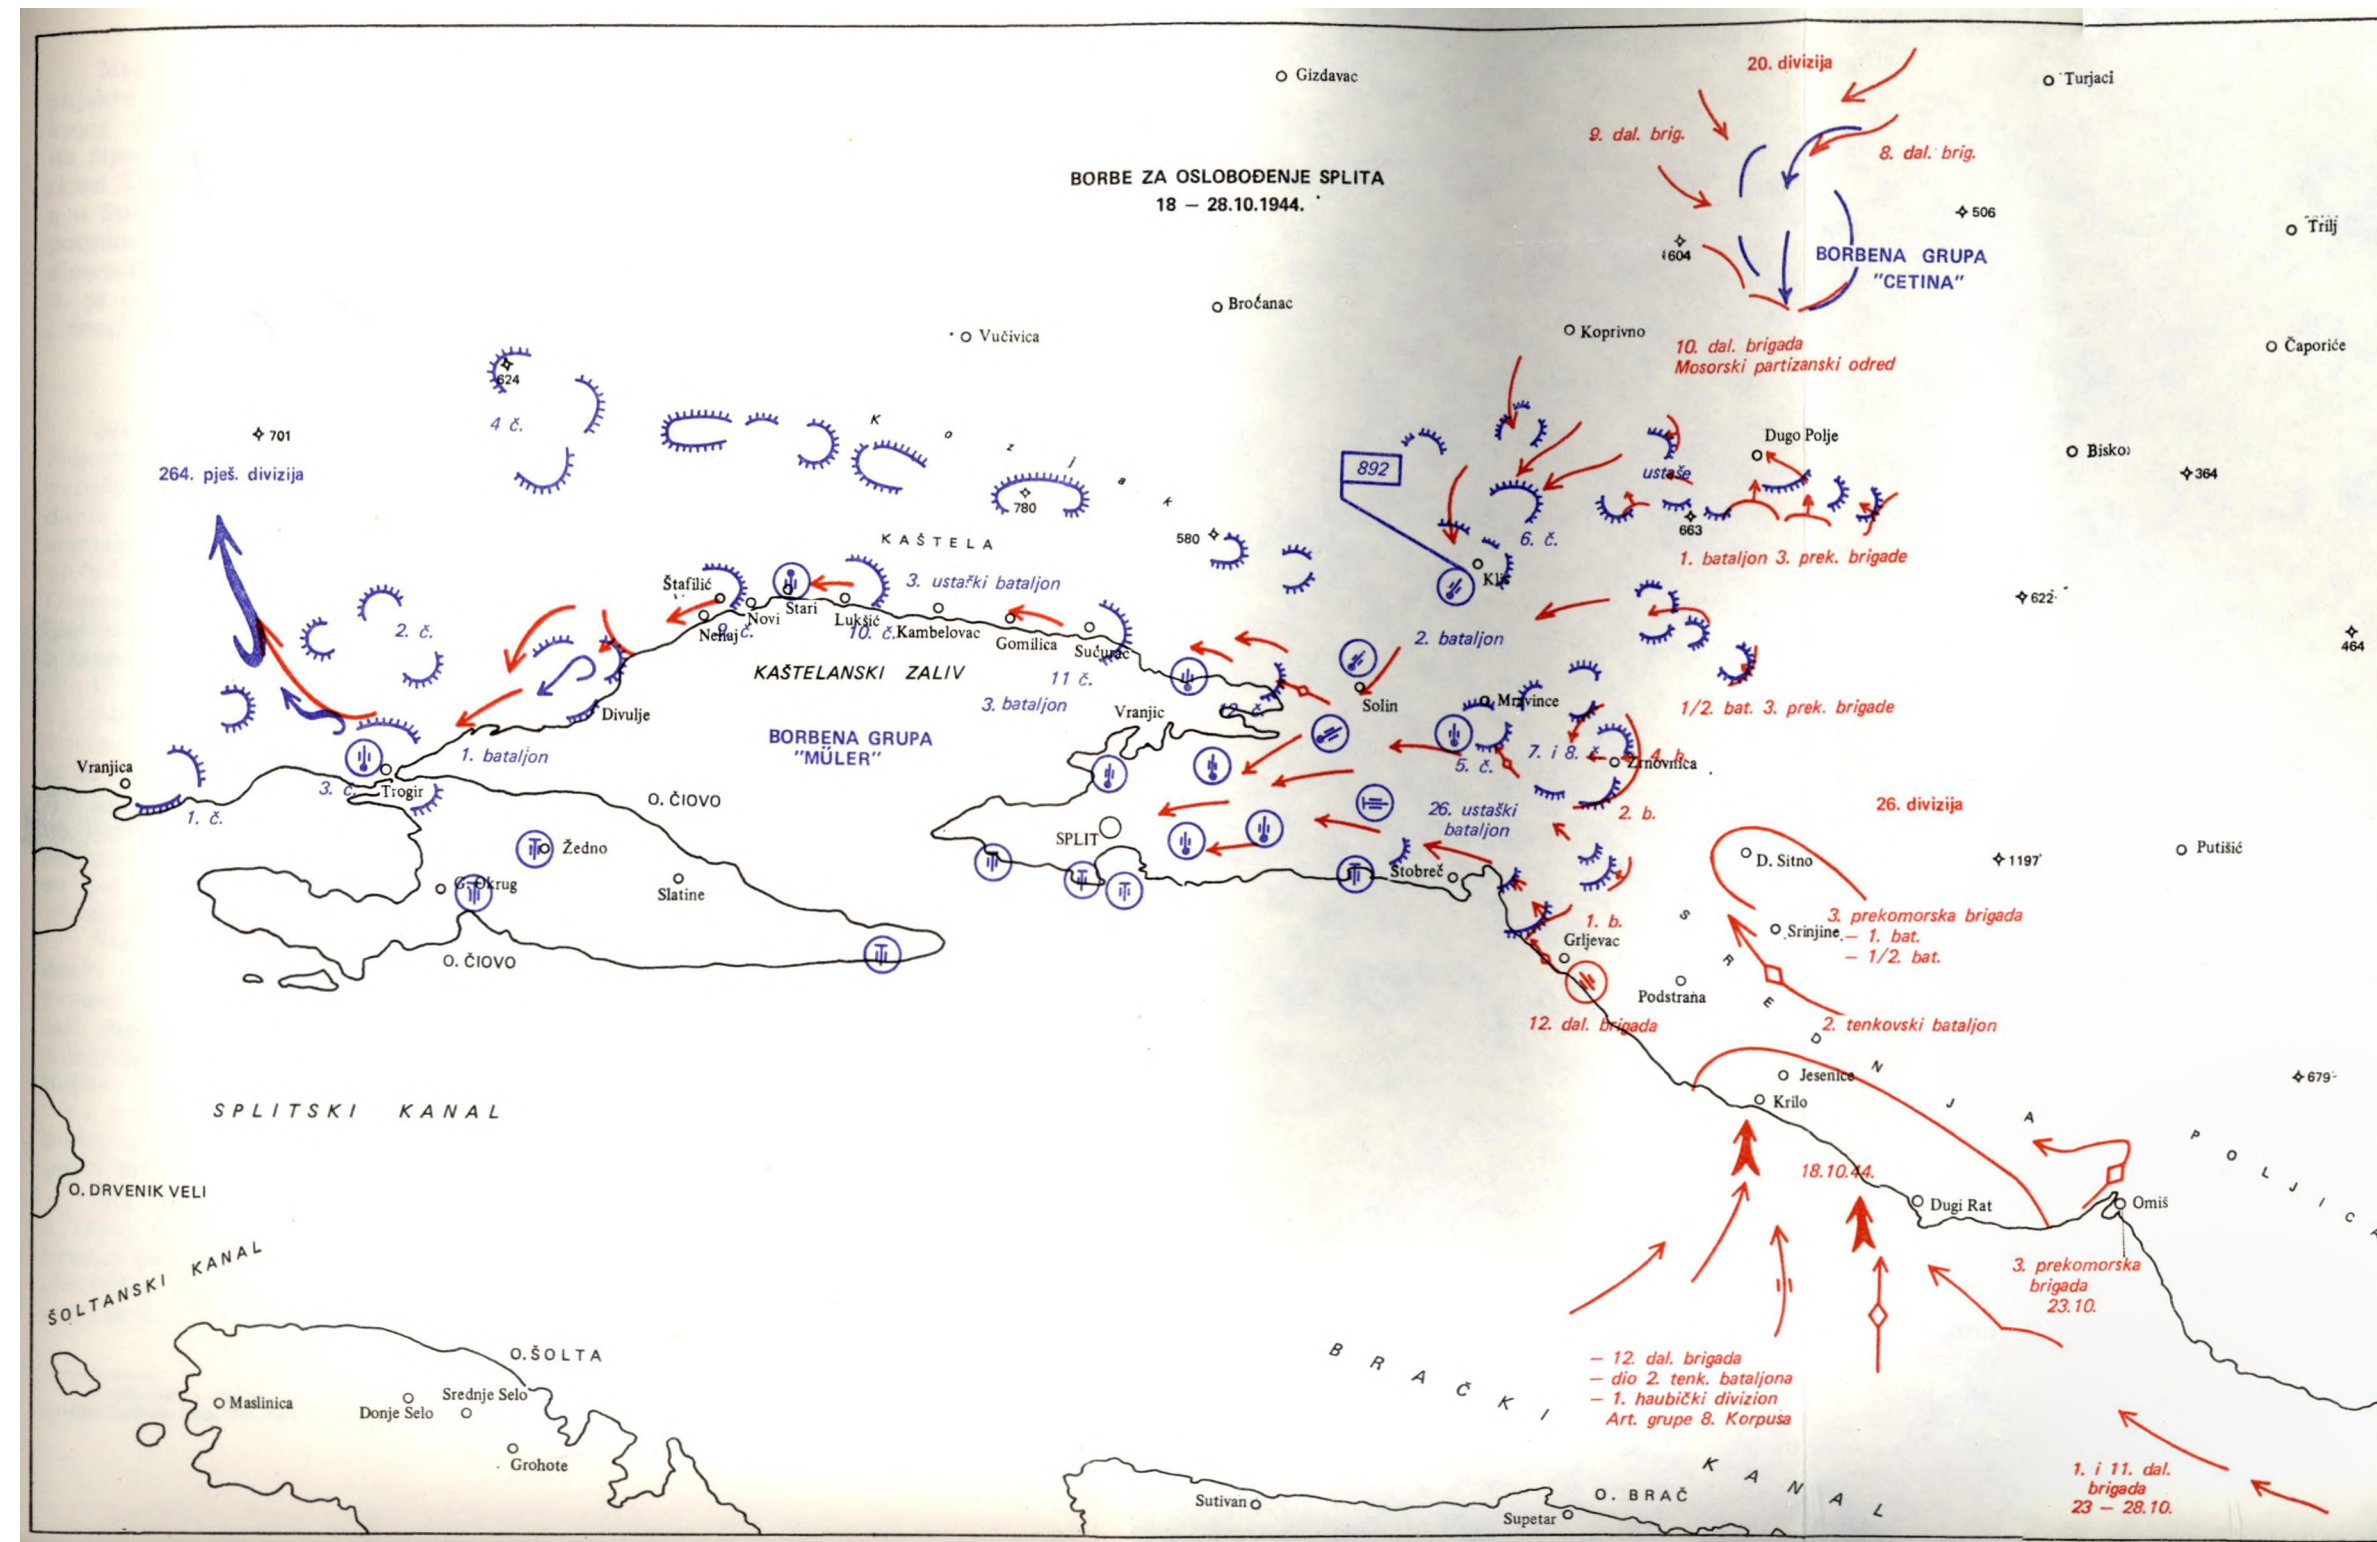 BORBE ZA OSLOBOĐENJE SPLITA
18 — 28.10.1944.
Gizdavac
20. divizija
Turjaci
9. dal. brig.
8. dal. brig.
506
Trilj
1604
BORBENA GRUPA
"CETINA"
Broćanac
Vučivica
Koprivno
10. dal. brigada
Mosorski partizanski odred
Čaporiće
624
4 č.
701
264. pješ. divizija
Kozjak
780
580
892
Dugo Polje
ustaše
663
Bisko
364
6. č.
1. bataljon 3. prek. brigade
KAŠTELA
3. ustaški bataljon
Štafilić
Stari
Novi
Nehaj
9. č.
Lukšić
10. č.
Kambelovac
Gomilica
Sućurac
Klis
622
464
2. č.
2. bataljon
KAŠTELANSKI ZALIV
11 č.
3. bataljon
12. č.
Vranjic
Solin
Mravince
1/2. bat. 3. prek. brigade
Divulje
BORBENA GRUPA
"MÜLER"
1. bataljon
7. i 8. č.
5. č.
4. b.
Žrnovnica
Vranjica
3. č.
Trogir
1. č.
O. ČIOVO
SPLIT
26. ustaški
bataljon
2. b.
26. divizija
Žedno
G. Okrug
Slatine
O. ČIOVO
Stobreč
D. Sitno
1197
Putišić
1. b.
Grljevac
Srinjine
3. prekomorska brigada
— 1. bat.
— 1/2. bat.
Podstrana
12. dal. brigada
2. tenkovski bataljon
SREDNJA POLJICA
Jesenice
Krilo
679
SPLITSKI KANAL
O. DRVENIK VELI
18.10.44.
Dugi Rat
Omiš
3. prekomorska
brigada
23.10.
ŠOLTANSKI KANAL
O. ŠOLTA
Maslinica
Donje Selo
Srednje Selo
Grohote
BRAČKI KANAL
— 12. dal. brigada
— dio 2. tenk. bataljona
— 1. haubički divizion
Art. grupe 8. Korpusa
1. i 11. dal.
brigada
23 — 28.10.
Sutivan
O. BRAČ
Supetar